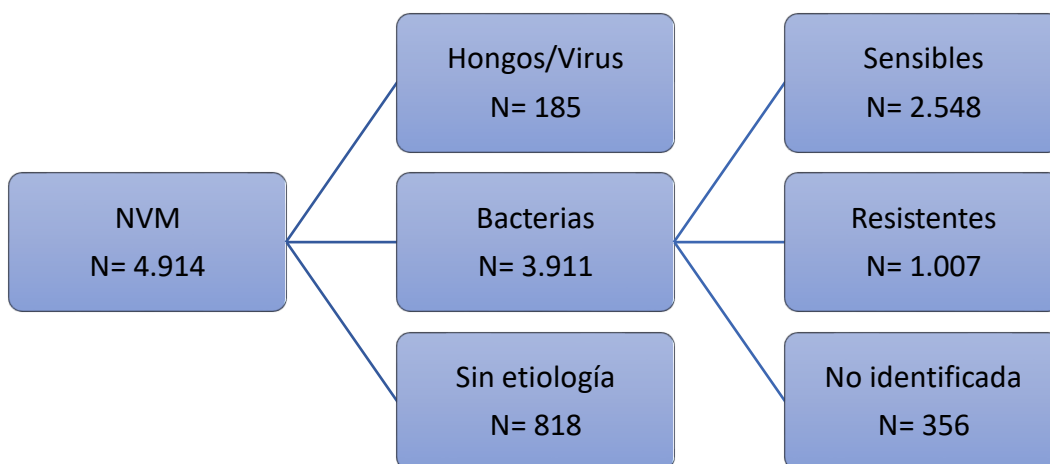 NVM
N= 4.914
Hongos/Virus
N= 185
Bacterias
N= 3.911
Sin etiología
N= 818
Sensibles
N= 2.548
Resistentes
N= 1.007
No identificada
N= 356